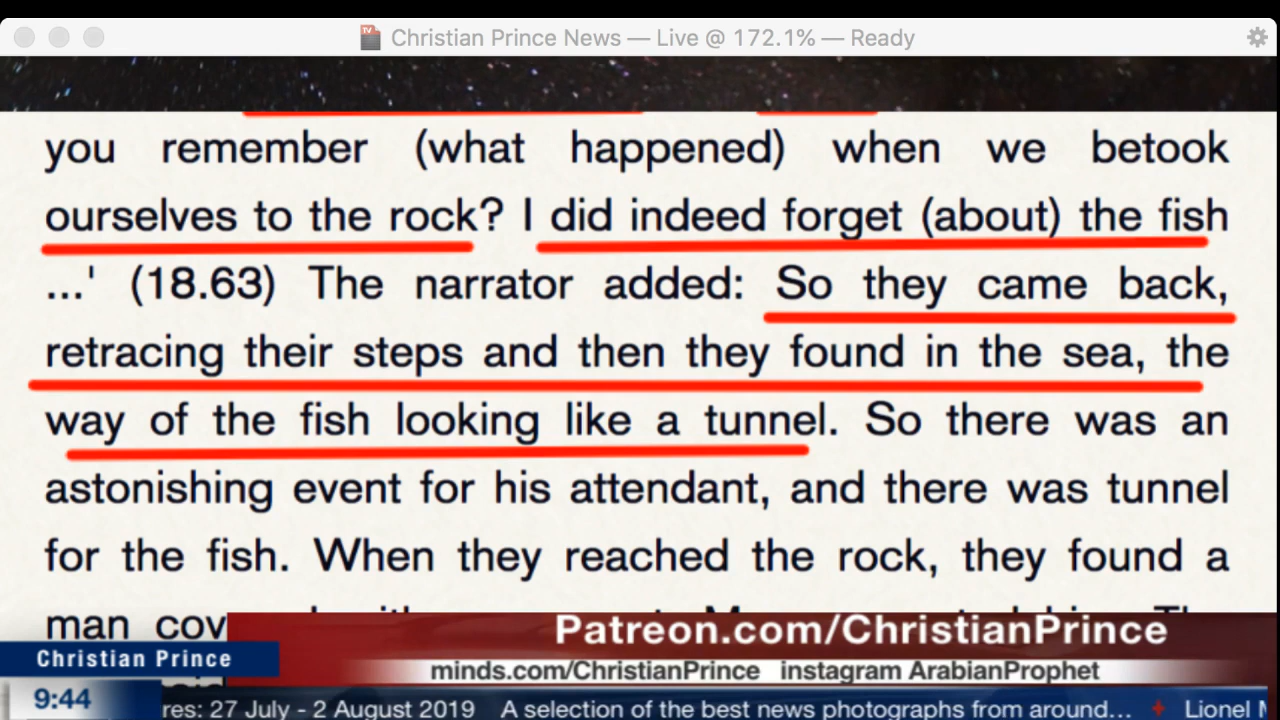 Christian Prince News — Live @ 172.1% — Ready
you remember (what happened) when we betook
ourselves to the rock? I did indeed forget (about) the fish
...' (18.63) The narrator added: So they came back,
retracing their steps and then they found in the sea, the
way of the fish looking like a tunnel. So there was an
astonishing event for his attendant, and there was tunnel
for the fish. When they reached the rock, they found a
man
Patreon.com/ChristianPrince
Christian Prince
minds.com/ChristianPrince instagram ArabianProphet
9:44
res: 27 July - 2 August 2019 A selection of the best news photographs from around... Lionel